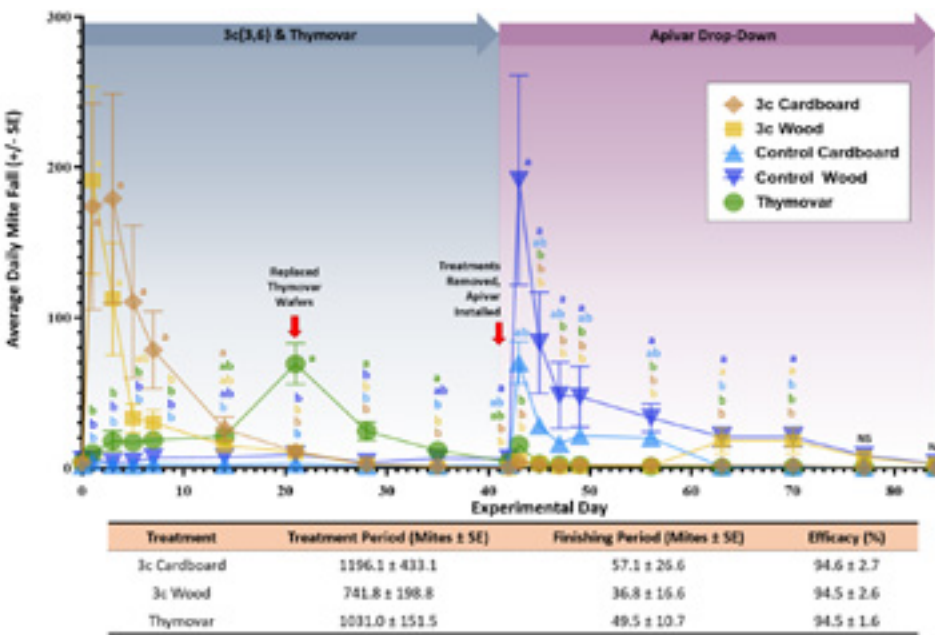 300
3c(3,6) & Thymovar
Apivar Drop-Down
3c Cardboard
3c Wood
Control Cardboard
Control Wood
Thymovar
Average Daily Mite Fall (+/- SE)
200
100
0
Replaced
Thymovar
Wafers
Treatments
Removed,
Apivar
Installed
NS
0 10 20 30 40 50 60 70 80
Experimental Day
Treatment Treatment Period (Mites ± SE) Finishing Period (Mites ± SE) Efficacy (%)
3c Cardboard 1196.1 ± 433.1 57.1 ± 26.6 94.6 ± 2.7
3c Wood 741.8 ± 198.8 36.8 ± 16.6 94.5 ± 2.6
Thymovar 1031.0 ± 151.5 49.5 ± 10.7 94.5 ± 1.6